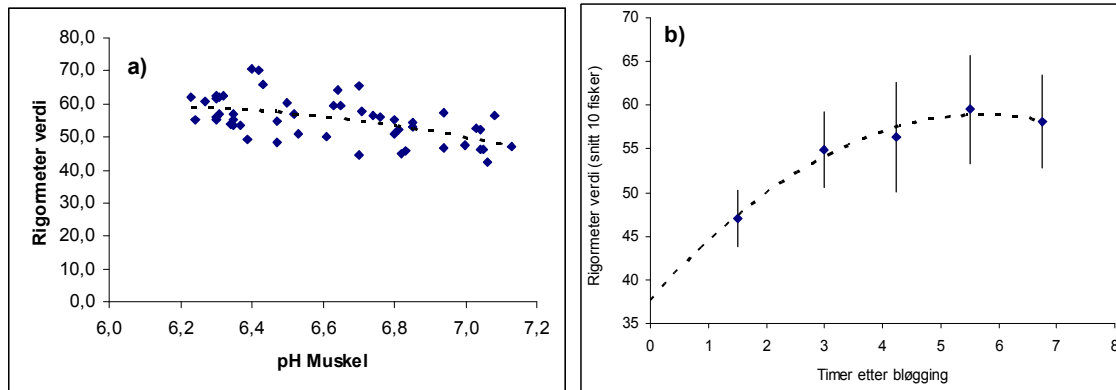 a)
Rigormeter verdi
80,0
70,0
60,0
50,0
40,0
30,0
20,0
10,0
0,0
6,0 6,2 6,4 6,6 6,8 7,0 7,2
pH Muskel
b)
Rigormeter verdi (snitt 10 fisker)
70
65
60
55
50
45
40
35
0 1 2 3 4 5 6 7 8
Timer etter bløgging